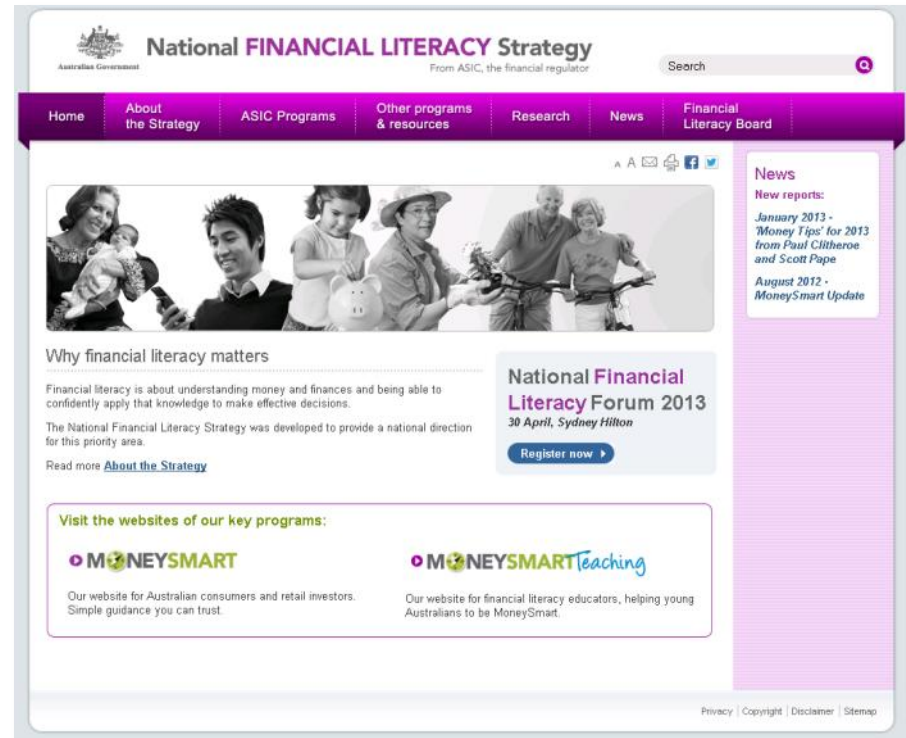 Australian Government
National FINANCIAL LITERACY Strategy
From ASIC, the financial regulator
Search
Home
About
the Strategy
ASIC Programs
Other programs
& resources
Research
News
Financial
Literacy Board
A A
News
New reports:
January 2013 -
'Money Tips' for 2013
from Paul Clitheroe
and Scott Pape
August 2012 -
MoneySmart Update
Why financial literacy matters
Financial literacy is about understanding money and finances and being able to
confidently apply that knowledge to make effective decisions.
The National Financial Literacy Strategy was developed to provide a national direction
for this priority area.
Read more About the Strategy
National Financial
Literacy Forum 2013
30 April, Sydney Hilton
Register now
Visit the websites of our key programs:
MONEYSMART
Our website for Australian consumers and retail investors.
Simple guidance you can trust.
MONEYSMART Teaching
Our website for financial literacy educators, helping young
Australians to be MoneySmart.
Privacy | Copyright | Disclaimer | Sitemap